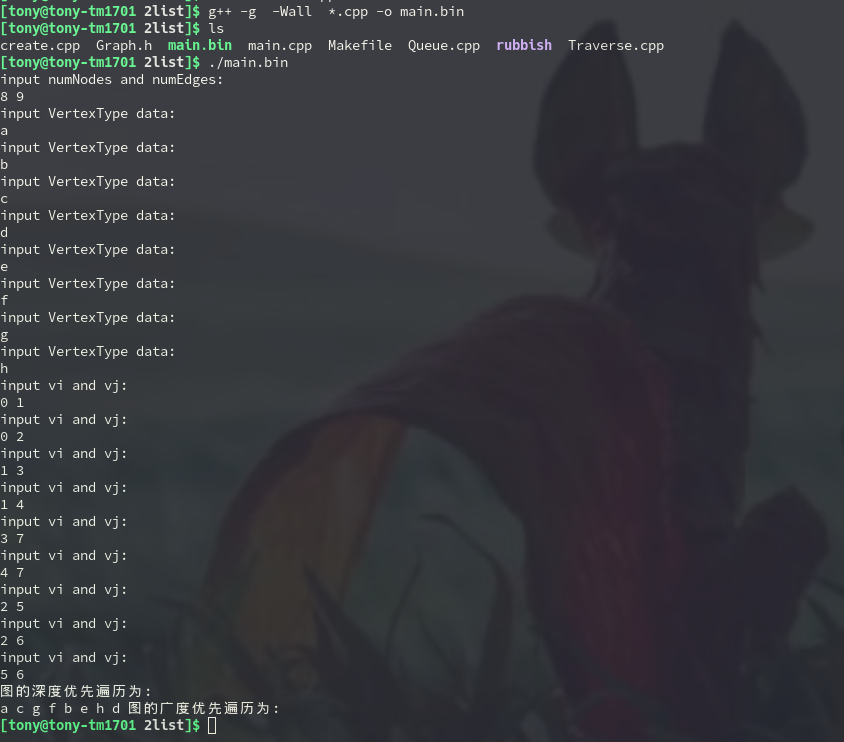 [tony@tony-tm1701 2list]$ g++ -g  -Wall  *.cpp -o main.bin
[tony@tony-tm1701 2list]$ ls
create.cpp  Graph.h  main.bin  main.cpp  Makefile  Queue.cpp  rubbish  Traverse.cpp
[tony@tony-tm1701 2list]$ ./main.bin
input numNodes and numEdges:
8 9
input VertexType data:
a
input VertexType data:
b
input VertexType data:
c
input VertexType data:
d
input VertexType data:
e
input VertexType data:
f
input VertexType data:
g
input VertexType data:
h
input vi and vj:
0 1
input vi and vj:
0 2
input vi and vj:
1 3
input vi and vj:
1 4
input vi and vj:
3 7
input vi and vj:
4 7
input vi and vj:
2 5
input vi and vj:
2 6
input vi and vj:
5 6
图的深度优先遍历为:
a c g f b e h d 图的广度优先遍历为:
[tony@tony-tm1701 2list]$